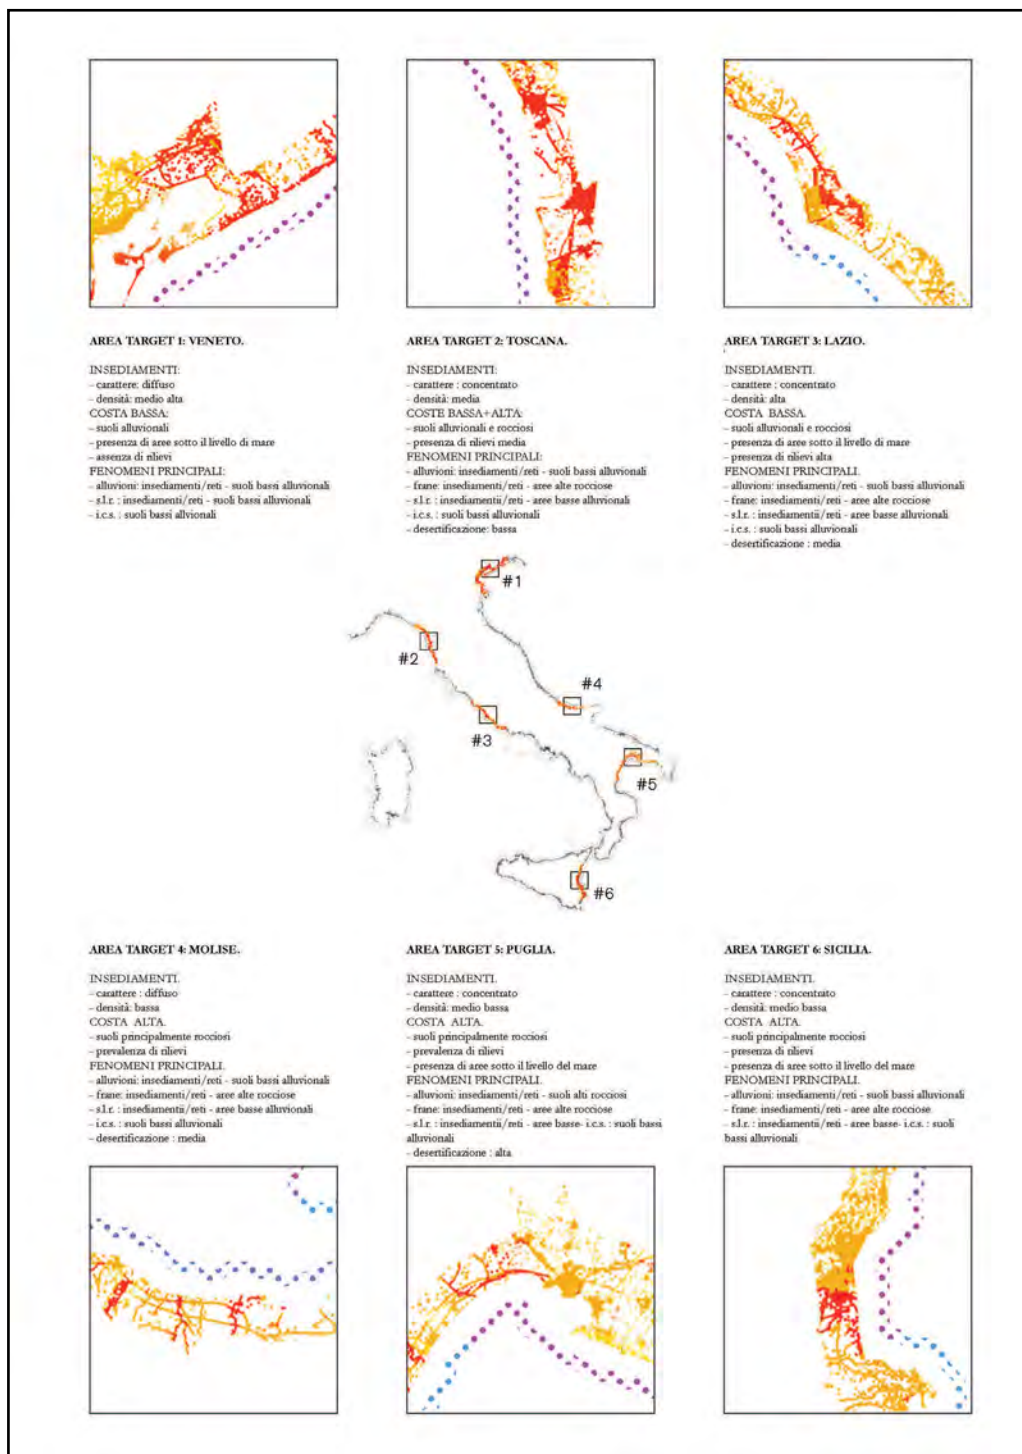 AREA TARGET 1: VENETO.
INSEDIAMENTI:
- carattere: diffuso
- densità: medio alta
COSTA BASSA:
- suoli alluvionali
- presenza di aree sotto il livello di mare
- assenza di rilievi
FENOMENI PRINCIPALI:
- alluvioni: insediamenti/reti - suoli bassi alluvionali
- s.l.r. : insediamenti/reti - suoli bassi alluvionali
- i.c.s. : suoli bassi allvionali
AREA TARGET 2: TOSCANA.
INSEDIAMENTI:
- carattere : concentrato
- densità: media
COSTE BASSA+ALTA:
- suoli alluvionali e rocciosi
- presenza di rilievi media
FENOMENI PRINCIPALI:
- alluvioni: insediamenti/reti - suoli bassi alluvionali
- frane: insediamenti/reti - aree alte rocciose
- s.l.r. : insediamentii/reti - aree basse alluvionali
- i.c.s. : suoli bassi alluvionali
- desertificazione: bassa
AREA TARGET 3: LAZIO.
INSEDIAMENTI.
- carattere : concentrato
- densità: alta
COSTA BASSA.
- suoli alluvionali e rocciosi
- presenza di aree sotto il livello di mare
- presenza di rilievi alta
FENOMENI PRINCIPALI.
- alluvioni: insediamenti/reti - suoli bassi alluvionali
- frane: insediamenti/reti - aree alte rocciose
- s.l.r. : insediamentii/reti - aree basse alluvionali
- i.c.s. : suoli bassi alluvionali
- desertificazione : media
#1
#2
#4
#3
#5
#6
AREA TARGET 4: MOLISE.
INSEDIAMENTI.
- carattere : diffuso
- densità: bassa
COSTA ALTA.
- suoli principalmente rocciosi
- prevalenza di rilievi
FENOMENI PRINCIPALI.
- alluvioni: insediamenti/reti - suoli bassi alluvionali
- frane: insediamenti/reti - aree alte rocciose
- s.l.r. : insediamentii/reti - aree basse alluvionali
- i.c.s. : suoli bassi alluvionali
- desertificazione : media
AREA TARGET 5: PUGLIA.
INSEDIAMENTI.
- carattere : concentrato
- densità: medio bassa
COSTA ALTA.
- suoli principalmente rocciosi
- prevalenza di rilievi
- presenza di aree sotto il livello del mare
FENOMENI PRINCIPALI.
- alluvioni: insediamenti/reti - suoli alti rocciosi
- frane: insediamenti/reti - aree alte rocciose
- s.l.r. : insediamentii/reti - aree basse- i.c.s. : suoli bassi
alluvionali
- desertificazione : alta
AREA TARGET 6: SICILIA.
INSEDIAMENTI.
- carattere : concentrato
- densità: medio bassa
COSTA ALTA.
- suoli principalmente rocciosi
- presenza di rilievi
- presenza di aree sotto il livello del mare
FENOMENI PRINCIPALI.
- alluvioni: insediamenti/reti - suoli bassi alluvionali
- frane: insediamenti/reti - aree alte rocciose
- s.l.r. : insediamentii/reti - aree basse- i.c.s. : suoli
bassi alluvionali